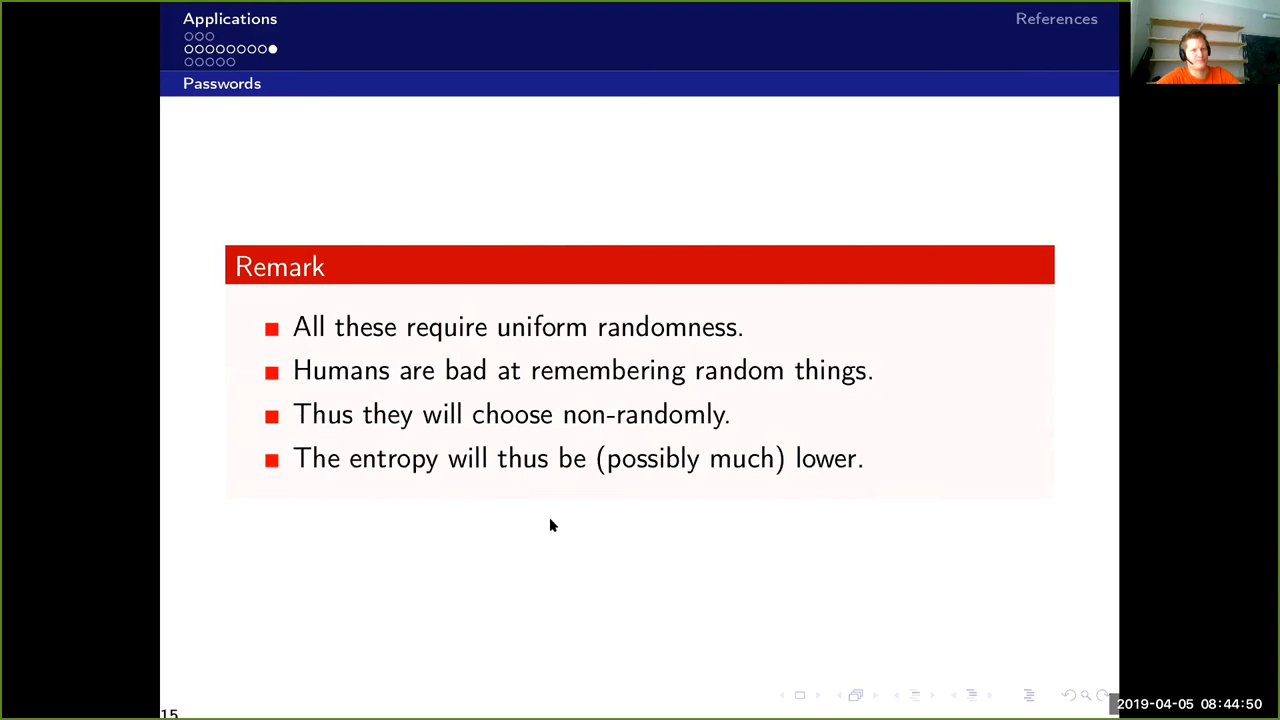 Applications
References
Passwords
Remark
All these require uniform randomness.
Humans are bad at remembering random things.
Thus they will choose non-randomly.
The entropy will thus be (possibly much) lower.
15
2019-04-05 08:44:50